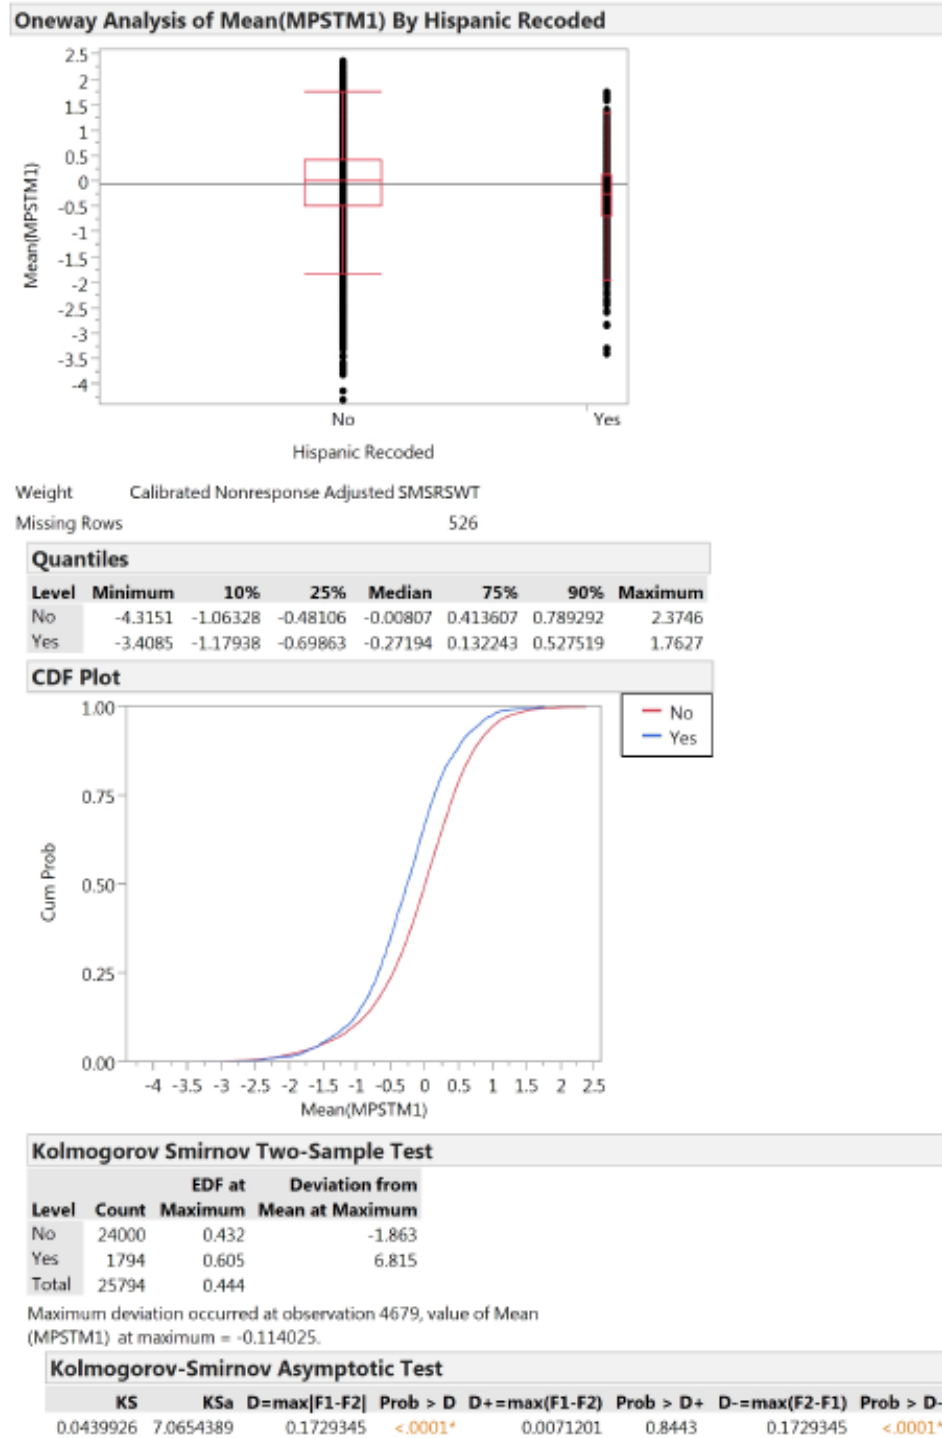 Oneway Analysis of Mean(MPSTM1) By Hispanic Recoded
2.5
2
1.5
1
0.5
0
-0.5
-1
-1.5
-2
-2.5
-3
-3.5
-4
Mean(MPSTM1)
No Yes
Hispanic Recoded
Weight Calibrated Nonresponse Adjusted SMSRSWT
Missing Rows 526
Quantiles
Level Minimum 10% 25% Median 75% 90% Maximum
No -4.3151 -1.06328 -0.48106 -0.00807 0.413607 0.789292 2.3746
Yes -3.4085 -1.17938 -0.69863 -0.27194 0.132243 0.527519 1.7627
CDF Plot
1.00
0.75
0.50
0.25
0.00
Cum Prob
-4 -3.5 -3 -2.5 -2 -1.5 -1 -0.5 0 0.5 1 1.5 2 2.5
Mean(MPSTM1)
No
Yes
Kolmogorov Smirnov Two-Sample Test
EDF at Deviation from
Level Count Maximum Mean at Maximum
No 24000 0.432 -1.863
Yes 1794 0.605 6.815
Total 25794 0.444
Maximum deviation occurred at observation 4679, value of Mean
(MPSTM1) at maximum = -0.114025.
Kolmogorov-Smirnov Asymptotic Test
KS KSa D=max|F1-F2| Prob > D D+=max(F1-F2) Prob > D+ D-=max(F2-F1) Prob > D-
0.0439926 7.0654389 0.1729345 <.0001* 0.0071201 0.8443 0.1729345 <.0001*